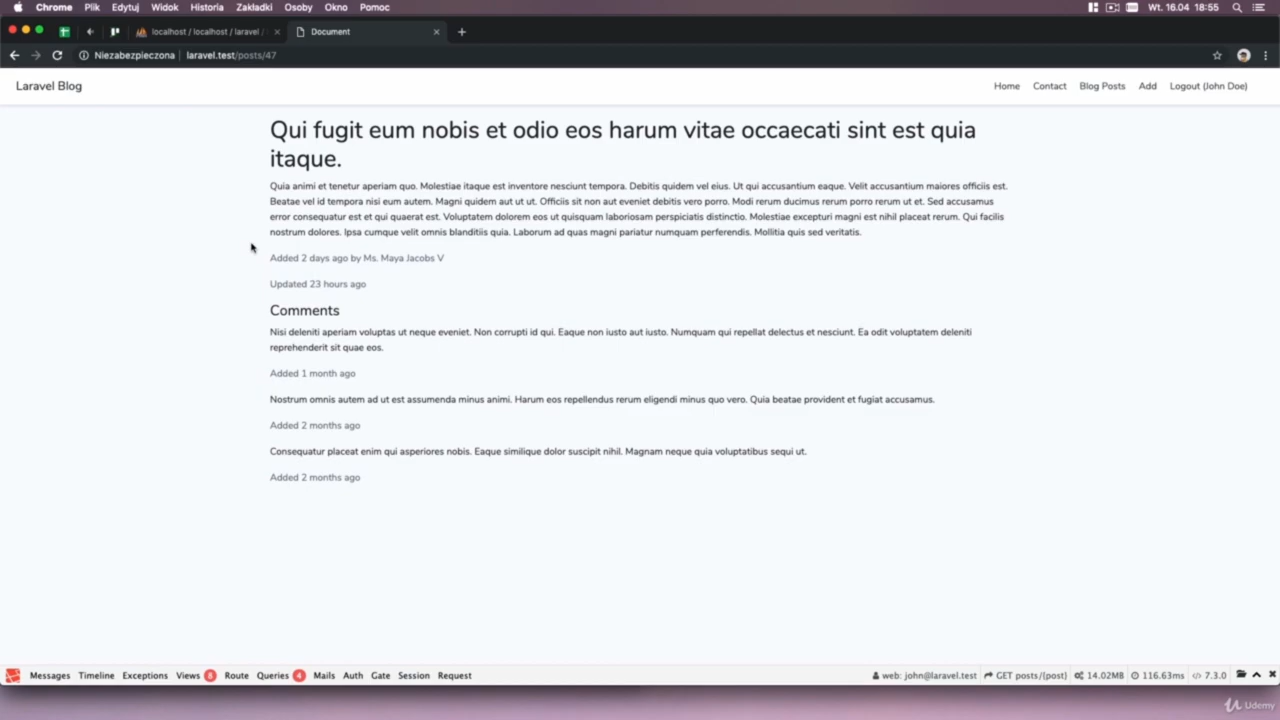 Chrome Plik Edytuj Widok Historia Zakładki Osoby Okno Pomoc Wt. 16.04 18:55
localhost / localhost / laravel / Document
Niezabezpieczona laravel.test/posts/47
Laravel Blog Home Contact Blog Posts Add Logout (John Doe)
Qui fugit eum nobis et odio eos harum vitae occaecati sint est quia
itaque.
Quia animi et tenetur aperiam quo. Molestiae itaque est inventore nesciunt tempora. Debitis quidem vel eius. Ut qui accusantium eaque. Velit accusantium maiores officiis est.
Beatae vel id tempora nisi eum autem. Magni quidem aut ut ut. Officiis sit non aut eveniet debitis vero porro. Modi rerum ducimus rerum porro rerum ut et. Sed accusamus
error consequatur est et qui quaerat est. Voluptatem dolorem eos ut quisquam laboriosam perspiciatis distinctio. Molestiae excepturi magni est nihil placeat rerum. Qui facilis
nostrum dolores. Ipsa cumque velit omnis blanditiis quia. Laborum ad quas magni pariatur numquam perferendis. Mollitia quis sed veritatis.
Added 2 days ago by Ms. Maya Jacobs V
Updated 23 hours ago
Comments
Nisi deleniti aperiam voluptas ut neque eveniet. Non corrupti id qui. Eaque non iusto aut iusto. Numquam qui repellat delectus et nesciunt. Ea odit voluptatem deleniti
reprehenderit sit quae eos.
Added 1 month ago
Nostrum omnis autem ad ut est assumenda minus animi. Harum eos repellendus rerum eligendi minus quo vero. Quia beatae provident et fugiat accusamus.
Added 2 months ago
Consequatur placeat enim qui asperiores nobis. Eaque similique dolor suscipit nihil. Magnam neque quia voluptatibus sequi ut.
Added 2 months ago
Messages Timeline Exceptions Views 8 Route Queries 4 Mails Auth Gate Session Request web: john@laravel.test GET posts/{post} 14.02MB 116.63ms 7.3.0
Udemy